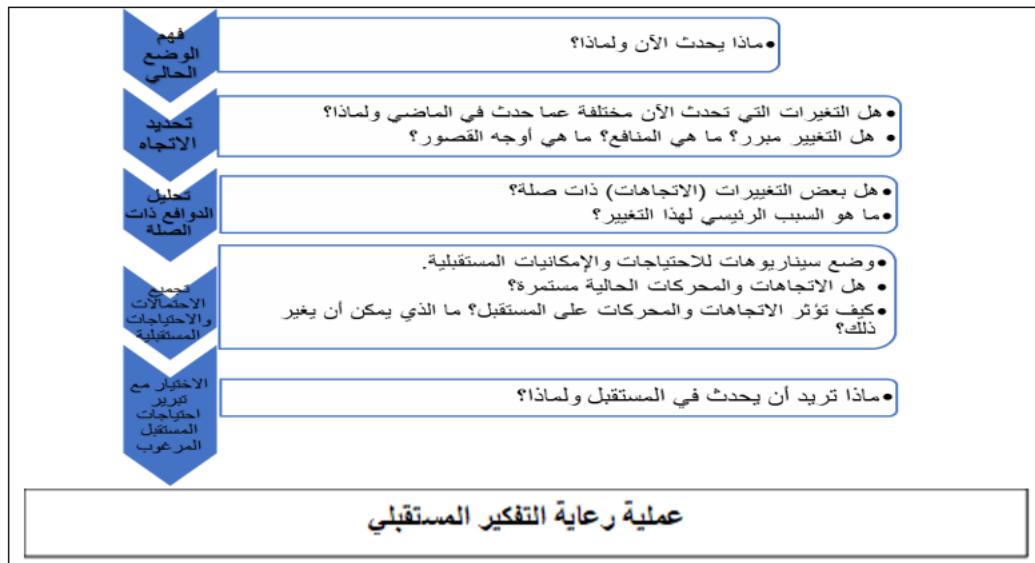 فهم
الوضع
الحالي
•ماذا يحدث الآن ولماذا؟
تحديد
الاتجاه
•هل التغيرات التي تحدث الآن مختلفة عما حدث في الماضي ولماذا؟
• هل التغيير مبرر؟ ما هي المنافع؟ ما هي أوجه القصور؟
تحليل
الدوافع ذات
الصلة
•هل بعض التغييرات (الاتجاهات) ذات صلة؟
•ما هو السبب الرئيسي لهذا التغيير؟
تجميع
الاحتمالات
والاحتياجات
المستقبلية
•وضع سيناريوهات للاحتياجات والإمكانيات المستقبلية.
• هل الاتجاهات والمحركات الحالية مستمرة؟
•كيف تؤثر الاتجاهات والمحركات على المستقبل؟ ما الذي يمكن أن يغير
ذلك؟
الاختيار مع
تبرير
احتياجات
المستقبل
المرغوب
•ماذا تريد أن يحدث في المستقبل ولماذا؟
عملية رعاية التفكير المستقبلي